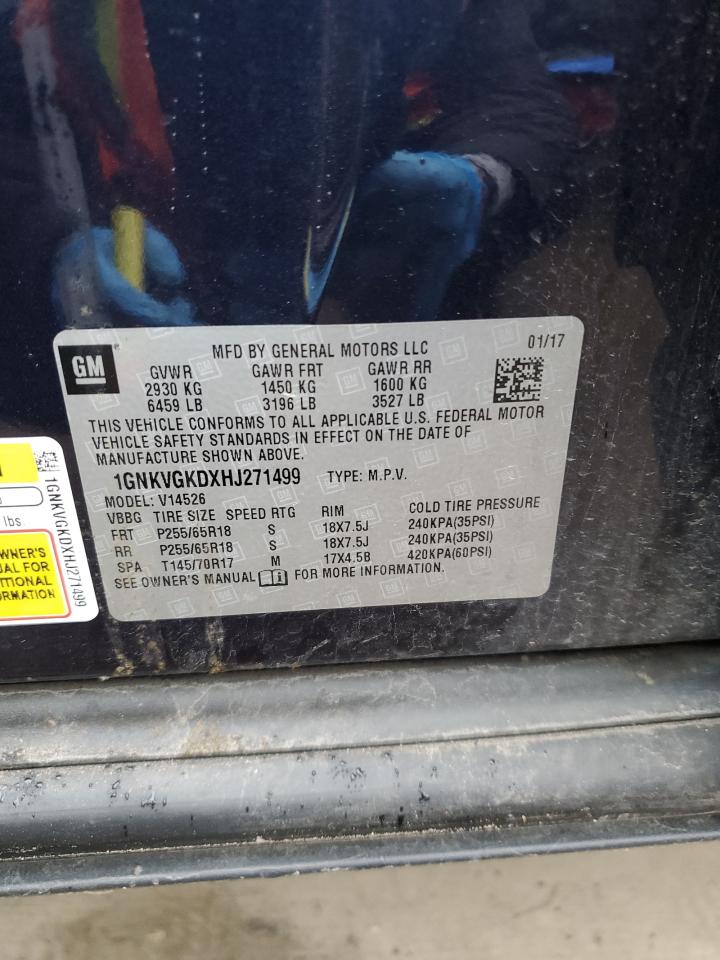 GM
MFD BY GENERAL MOTORS LLC 01/17
GVWR GAWR FRT GAWR RR
2930 KG 1450 KG 1600 KG
6459 LB 3196 LB 3527 LB
THIS VEHICLE CONFORMS TO ALL APPLICABLE U.S. FEDERAL MOTOR
VEHICLE SAFETY STANDARDS IN EFFECT ON THE DATE OF
MANUFACTURE SHOWN ABOVE.
1GNKVGKDXHJ271499 TYPE: M.P.V.
MODEL: V14526
VBBG TIRE SIZE SPEED RTG RIM COLD TIRE PRESSURE
FRT P255/65R18 S 18X7.5J 240KPA(35PSI)
RR P255/65R18 S 18X7.5J 240KPA(35PSI)
SPA T145/70R17 M 17X4.5B 420KPA(60PSI)
SEE OWNER'S MANUAL i FOR MORE INFORMATION.
lbs
WNER'S
UAL FOR
ITIONAL
ORMATION
1GNKVGKDXHJ271499